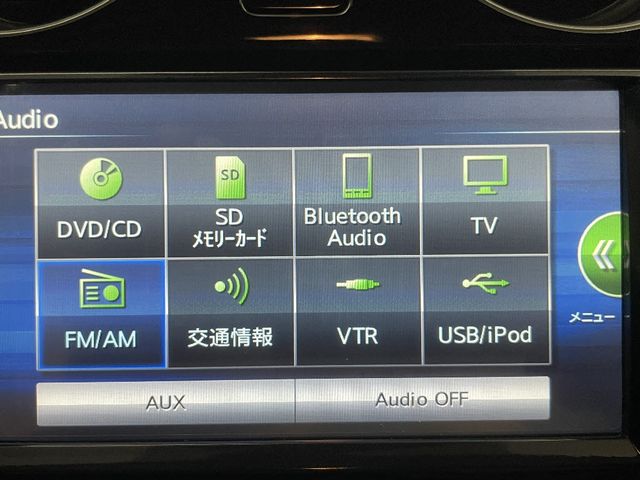 Audio
DVD/CD
SD
SD
ﾒﾓﾘｰｶｰﾄﾞ
Bluetooth
Audio
TV
FM/AM
交通情報
VTR
USB/iPod
メニュー
AUX
Audio OFF